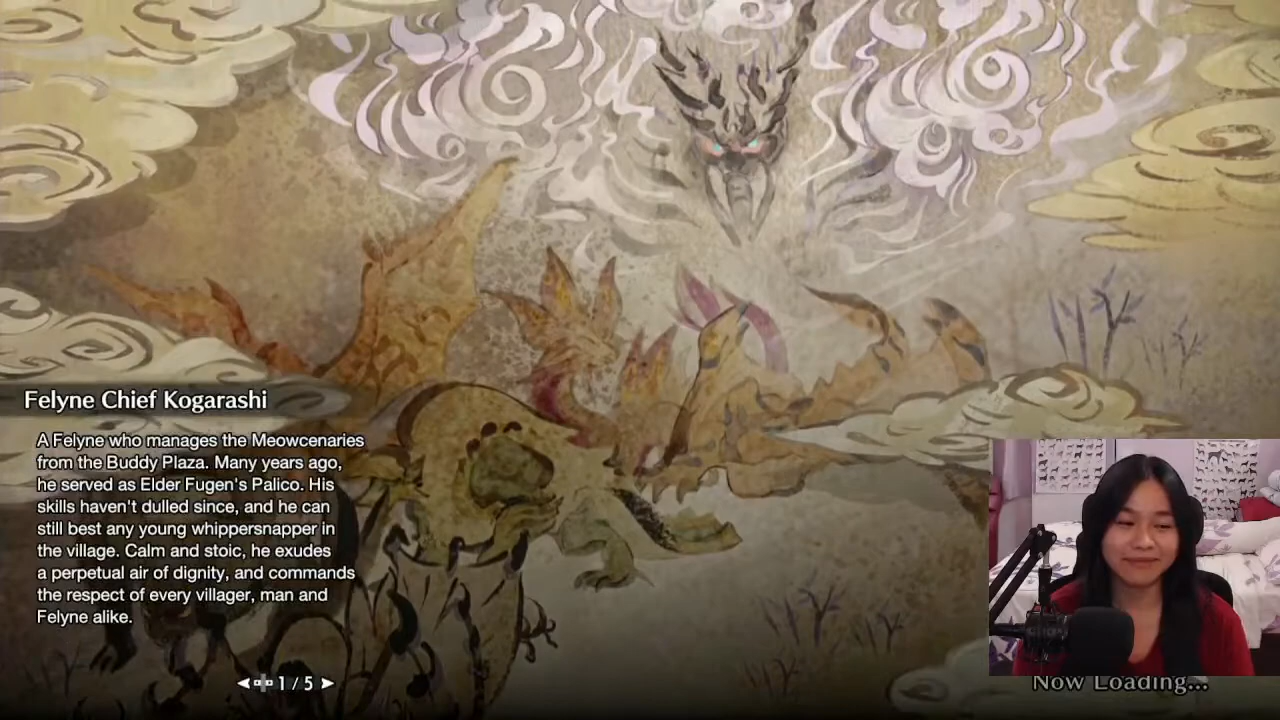 Felyne Chief Kogarashi
A Felyne who manages the Meowcenaries
from the Buddy Plaza. Many years ago,
he served as Elder Fugen's Palico. His
skills haven't dulled since, and he can
still best any young whippersnapper in
the village. Calm and stoic, he exudes
a perpetual air of dignity, and commands
the respect of every villager, man and
Felyne alike.
1 / 5
Now Loading...